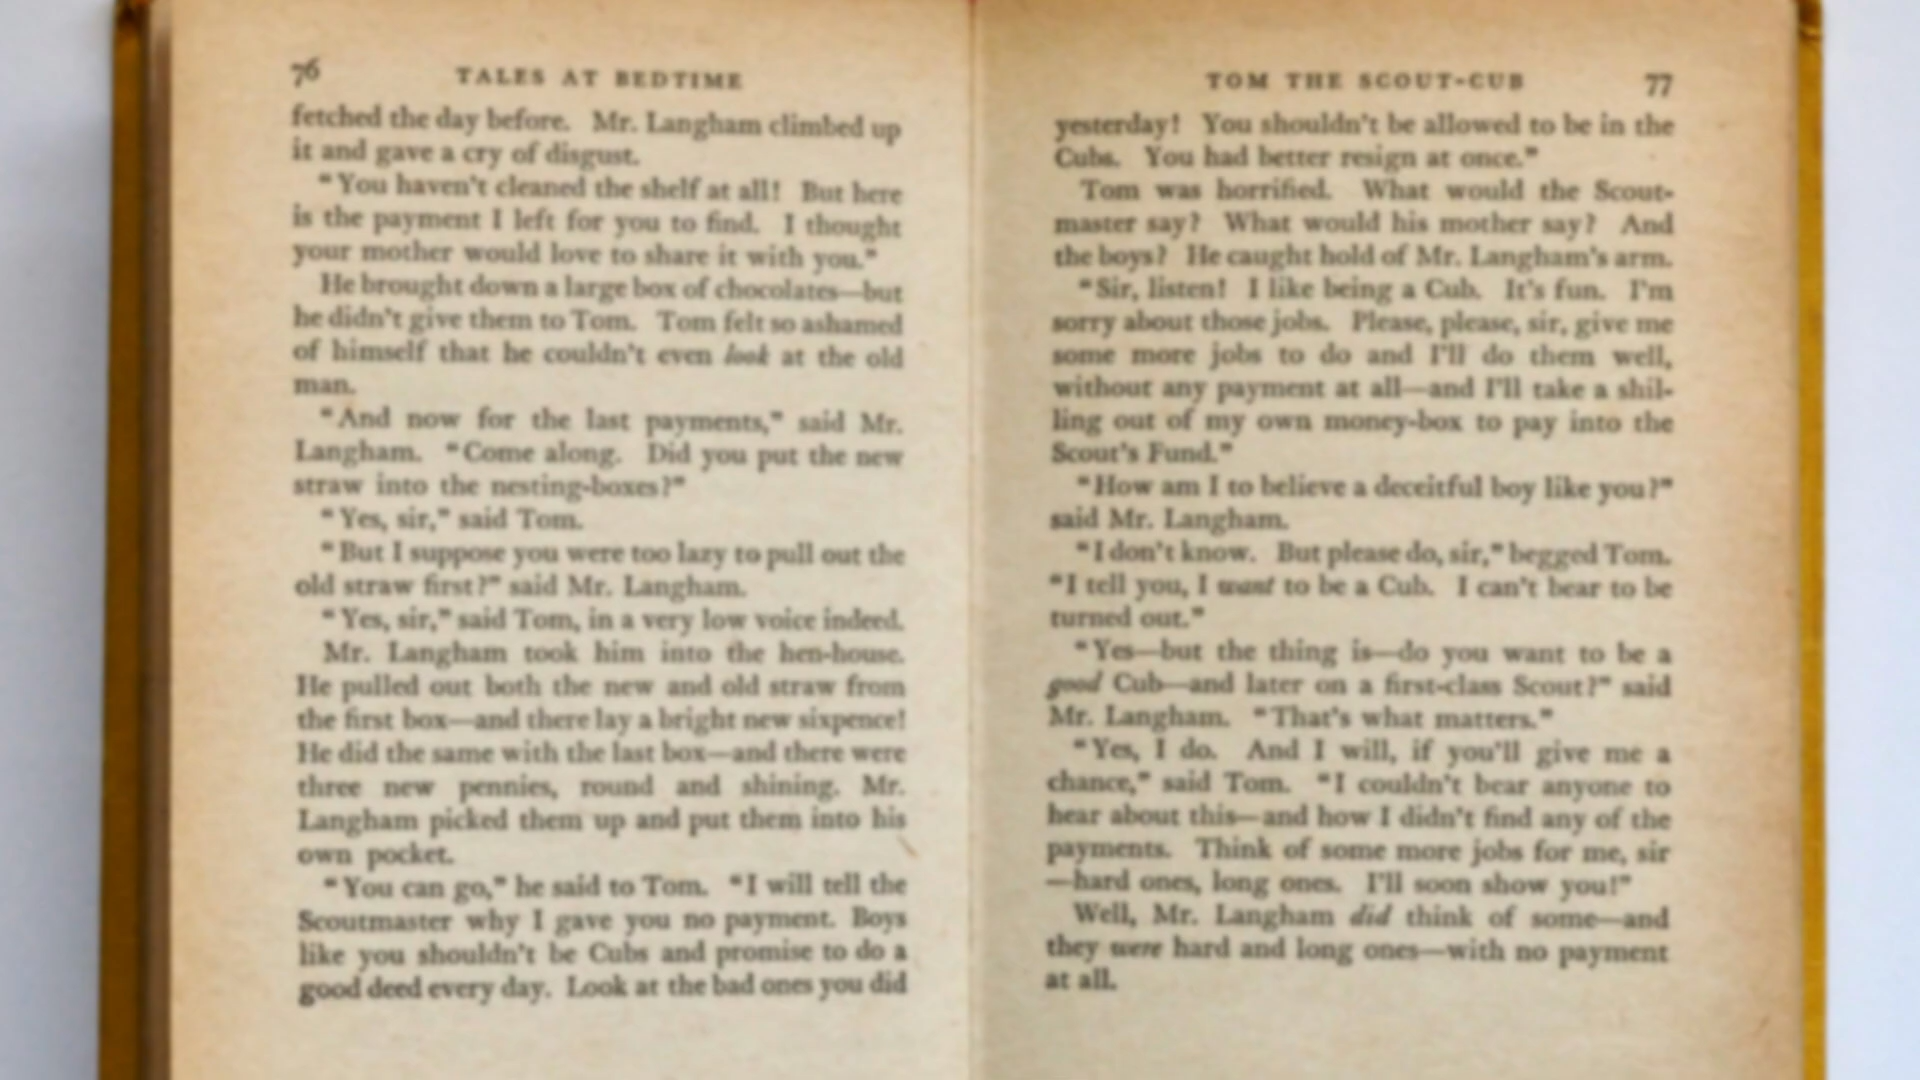 76 TALES AT BEDTIME
fetched the day before. Mr. Langham climbed up
it and gave a cry of disgust.
"You haven't cleaned the shelf at all! But here
is the payment I left for you to find. I thought
your mother would love to share it with you."
He brought down a large box of chocolates—but
he didn't give them to Tom. Tom felt so ashamed
of himself that he couldn't even look at the old
man.
"And now for the last payments," said Mr.
Langham. "Come along. Did you put the new
straw into the nesting-boxes?"
"Yes, sir," said Tom.
"But I suppose you were too lazy to pull out the
old straw first?" said Mr. Langham.
"Yes, sir," said Tom, in a very low voice indeed.
Mr. Langham took him into the hen-house.
He pulled out both the new and old straw from
the first box—and there lay a bright new sixpence!
He did the same with the last box—and there were
three new pennies, round and shining. Mr.
Langham picked them up and put them into his
own pocket.
"You can go," he said to Tom. "I will tell the
Scoutmaster why I gave you no payment. Boys
like you shouldn't be Cubs and promise to do a
good deed every day. Look at the bad ones you did
TOM THE SCOUT-CUB 77
yesterday! You shouldn't be allowed to be in the
Cubs. You had better resign at once."
Tom was horrified. What would the Scout-
master say? What would his mother say? And
the boys? He caught hold of Mr. Langham's arm.
"Sir, listen! I like being a Cub. It's fun. I'm
sorry about those jobs. Please, please, sir, give me
some more jobs to do and I'll do them well,
without any payment at all—and I'll take a shil-
ling out of my own money-box to pay into the
Scout's Fund."
"How am I to believe a deceitful boy like you?"
said Mr. Langham.
"I don't know. But please do, sir," begged Tom.
"I tell you, I want to be a Cub. I can't bear to be
turned out."
"Yes—but the thing is—do you want to be a
good Cub—and later on a first-class Scout?" said
Mr. Langham. "That's what matters."
"Yes, I do. And I will, if you'll give me a
chance," said Tom. "I couldn't bear anyone to
hear about this—and how I didn't find any of the
payments. Think of some more jobs for me, sir
—hard ones, long ones. I'll soon show you!"
Well, Mr. Langham did think of some—and
they were hard and long ones—with no payment
at all.